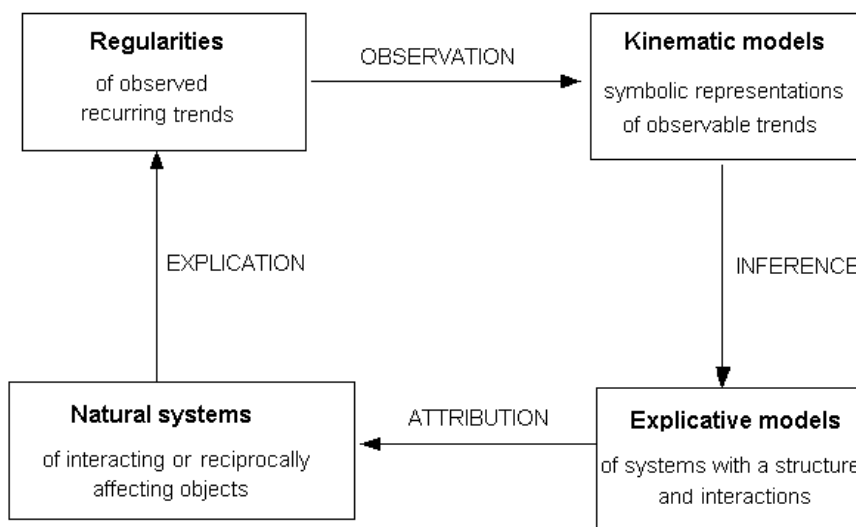 Regularities
of observed
recurring trends
OBSERVATION
Kinematic models
symbolic representations
of observable trends
EXPLICATION
INFERENCE
Natural systems
of interacting or reciprocally
affecting objects
ATTRIBUTION
Explicative models
of systems with a structure
and interactions